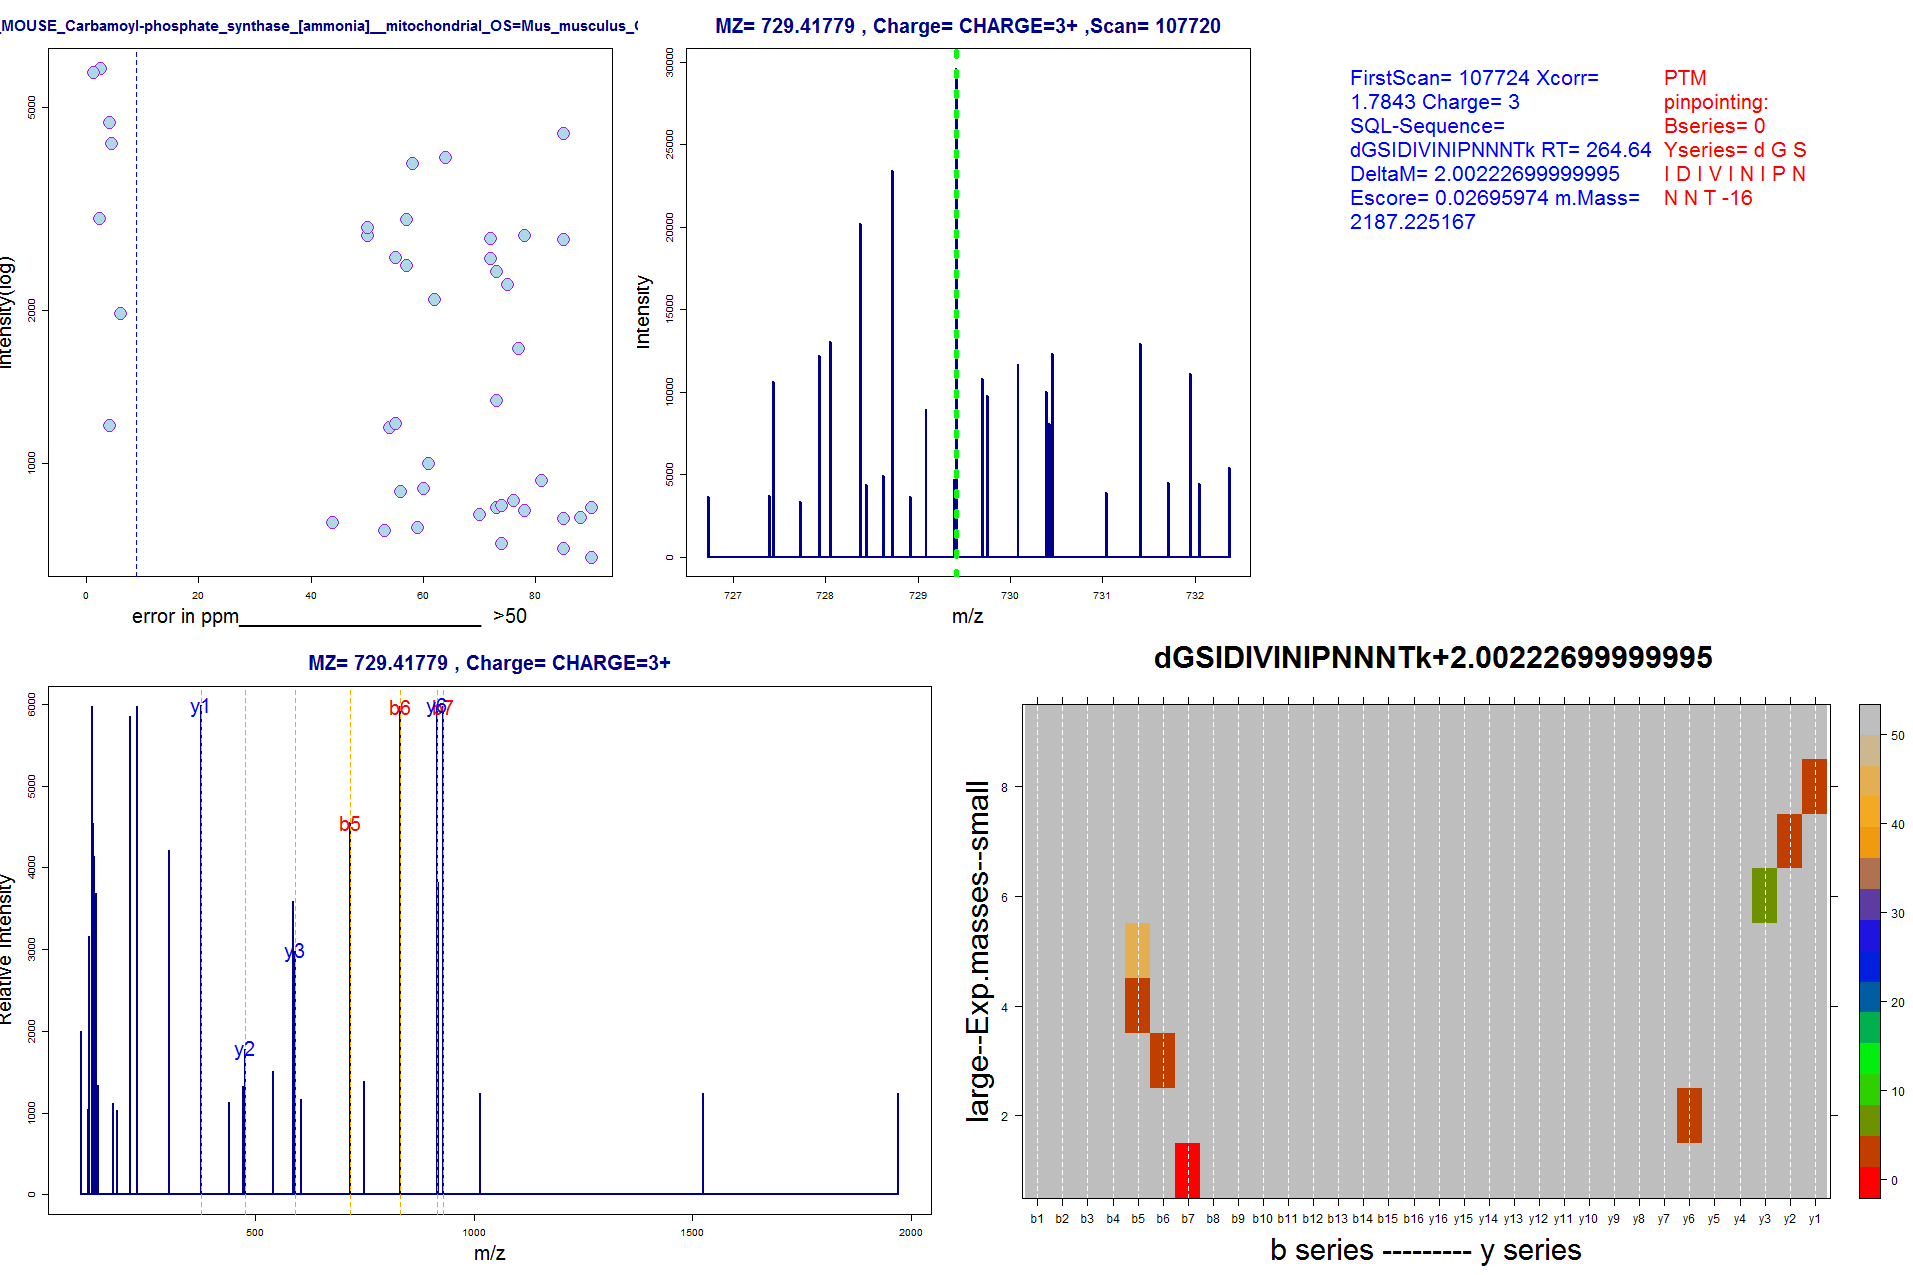 _MOUSE_Carbamoyl-phosphate_synthase_[ammonia]__mitochondrial_OS=Mus_musculus_
Intensity(log)
5000
2000
1000
0 20 40 60 80
error in ppm______________________ >50
MZ= 729.41779 , Charge= CHARGE=3+ ,Scan= 107720
Intensity
30000
25000
20000
15000
10000
5000
0
727 728 729 730 731 732
m/z
FirstScan= 107724 Xcorr=
1.7843 Charge= 3
SQL-Sequence=
dGSIDIVINIPNNNTk RT= 264.64
DeltaM= 2.00222699999995
Escore= 0.02695974 m.Mass=
2187.225167
PTM
pinpointing:
Bseries= 0
Yseries= d G S
I D I V I N I P N
N N T -16
MZ= 729.41779 , Charge= CHARGE=3+
Relative Intensity
6000
5000
4000
3000
2000
1000
0
y1
y2
y3
b5
b6
y6
b7
500 1000 1500 2000
m/z
dGSIDIVINIPNNNTk+2.00222699999995
large--Exp.masses--small
8
6
4
2
b1 b2 b3 b4 b5 b6 b7 b8 b9 b10 b11 b12 b13 b14 b15 b16 y16 y15 y14 y13 y12 y11 y10 y9 y8 y7 y6 y5 y4 y3 y2 y1
b series --------- y series
50
40
30
20
10
0